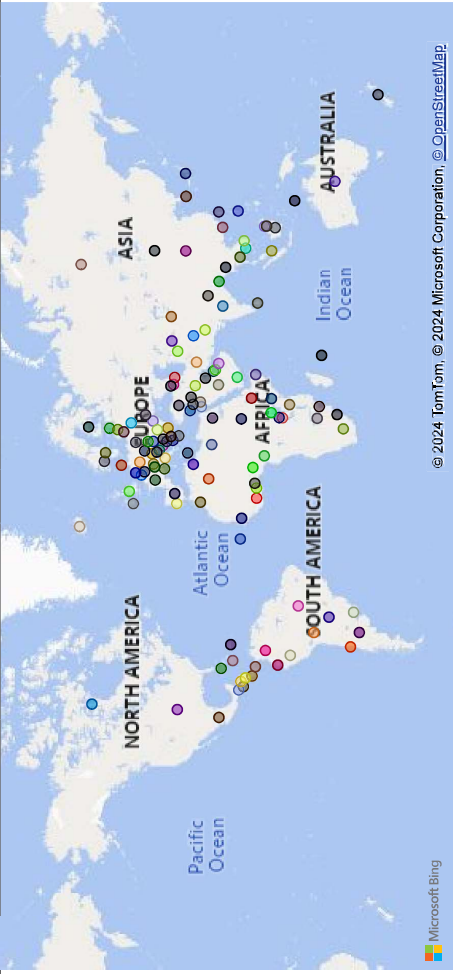 NORTH AMERICA
EUROPE
ASIA
Atlantic
Ocean
Pacific
Ocean
AFRICA
SOUTH AMERICA
Indian
Ocean
AUSTRALIA
Microsoft Bing
© 2024 TomTom, © 2024 Microsoft Corporation, © OpenStreetMap